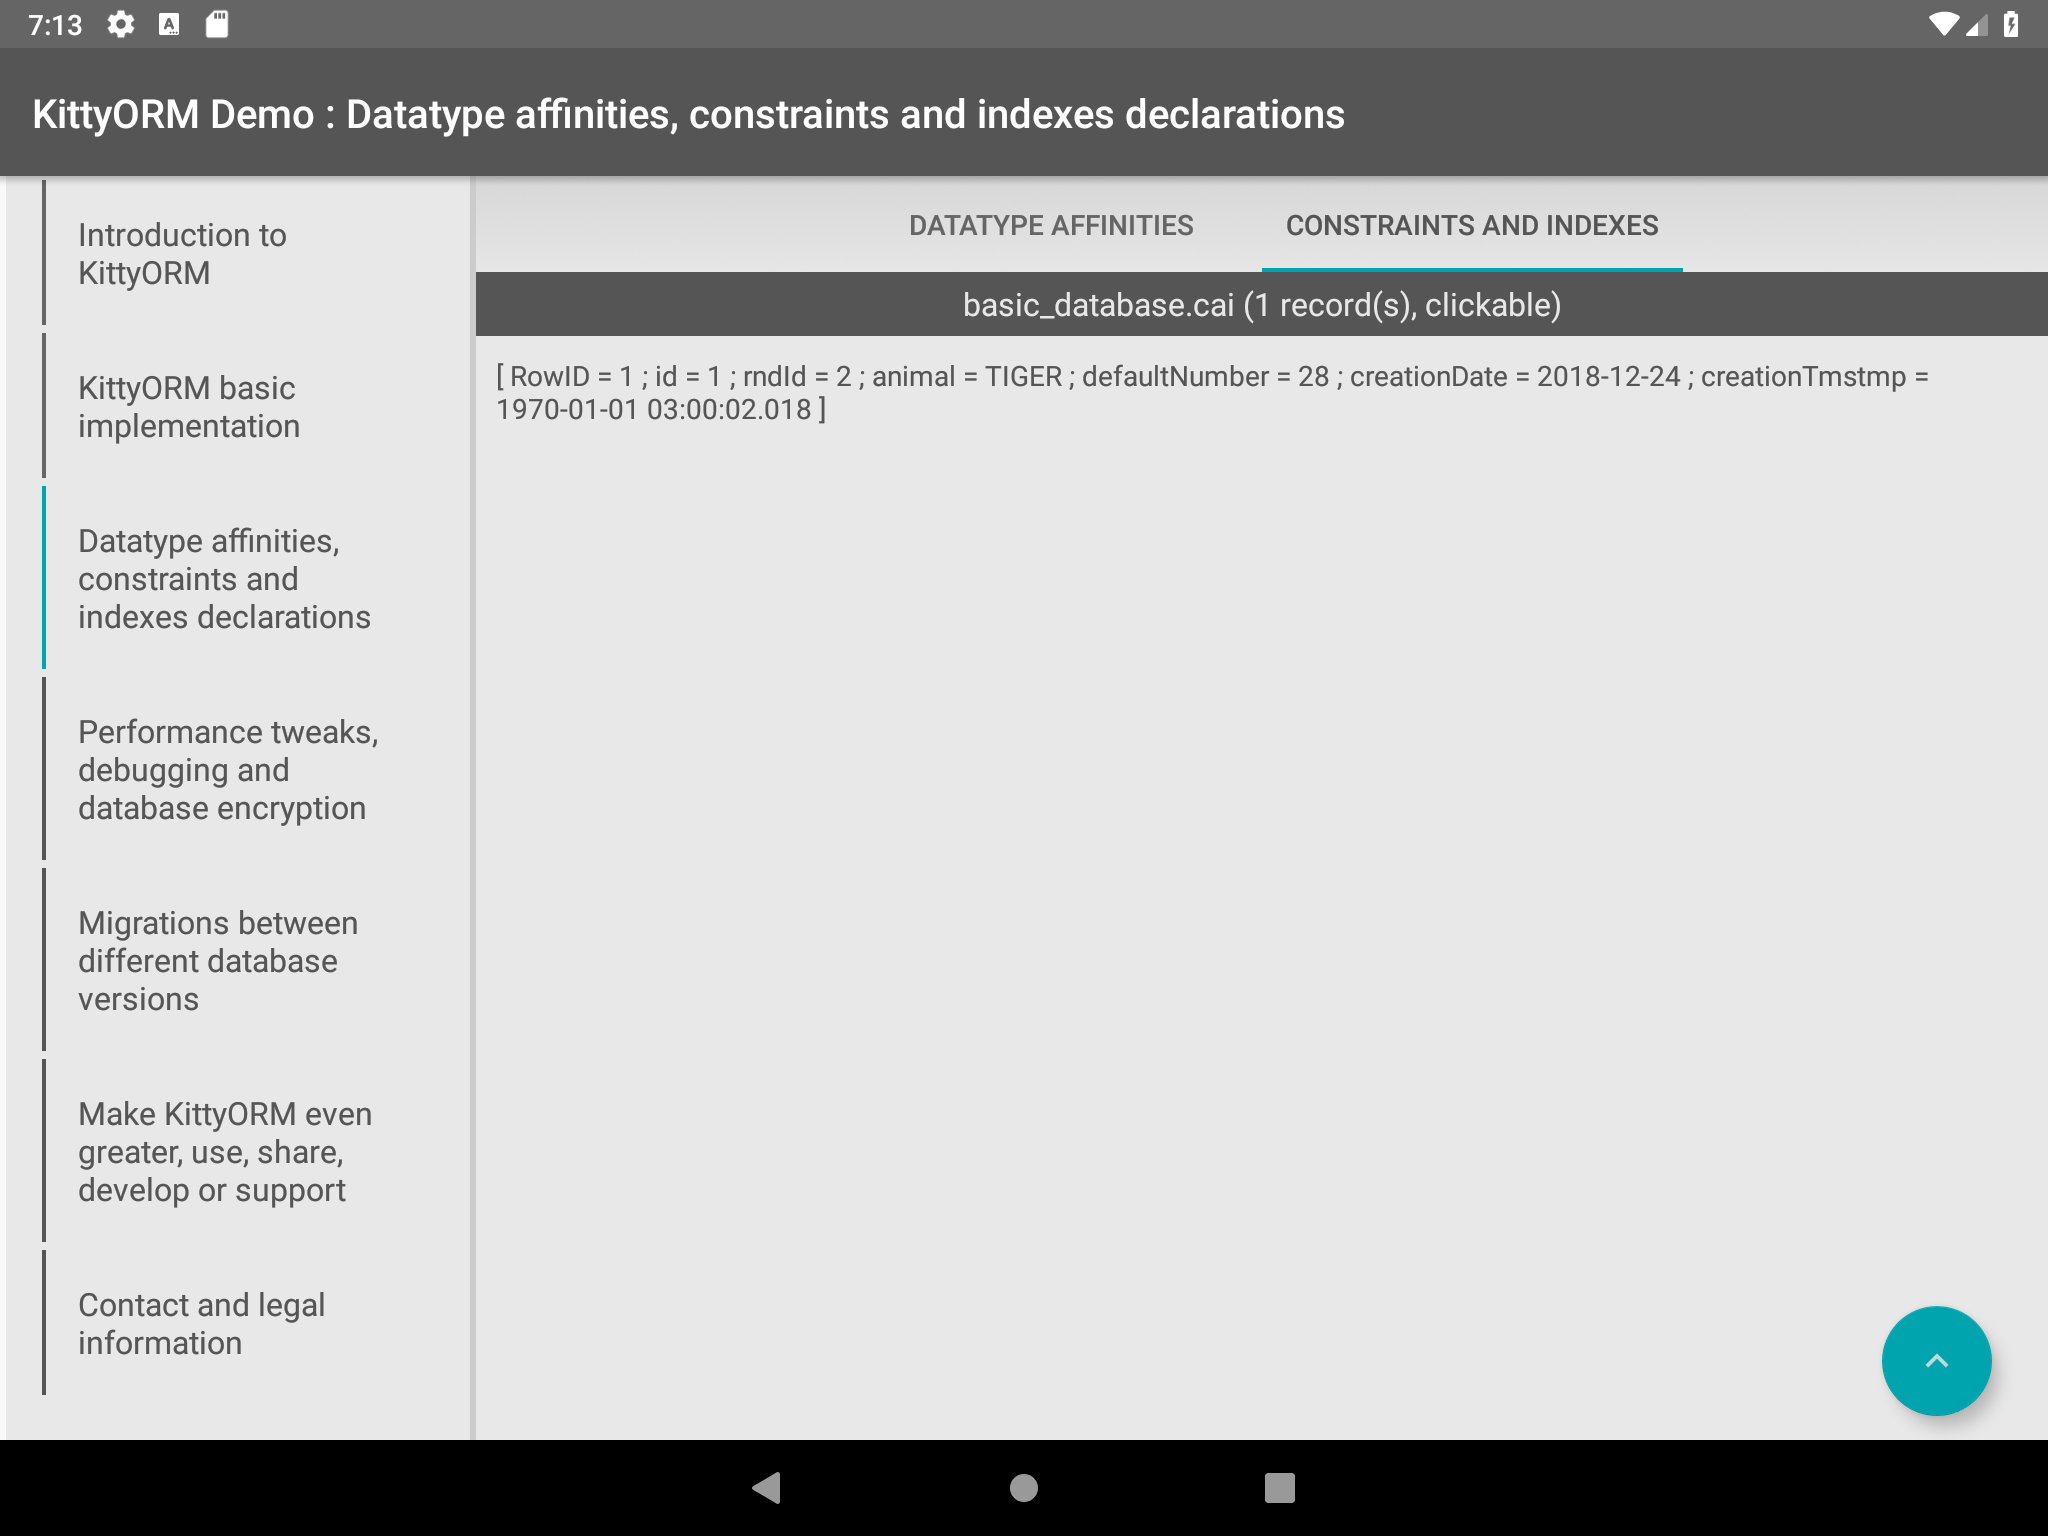 7:13
KittyORM Demo : Datatype affinities, constraints and indexes declarations
Introduction to
KittyORM
KittyORM basic
implementation
Datatype affinities,
constraints and
indexes declarations
Performance tweaks,
debugging and
database encryption
Migrations between
different database
versions
Make KittyORM even
greater, use, share,
develop or support
Contact and legal
information
DATATYPE AFFINITIES
CONSTRAINTS AND INDEXES
basic_database.cai (1 record(s), clickable)
[ RowID = 1 ; id = 1 ; rndId = 2 ; animal = TIGER ; defaultNumber = 28 ; creationDate = 2018-12-24 ; creationTmstmp =
1970-01-01 03:00:02.018 ]